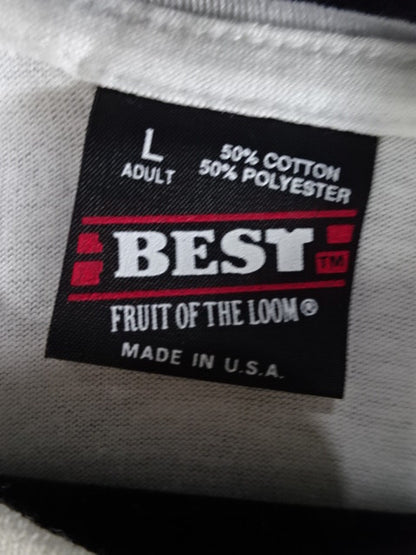 L
ADULT
50% COTTON
50% POLYESTER
BEST
TM
FRUIT OF THE LOOM®
MADE IN U.S.A.